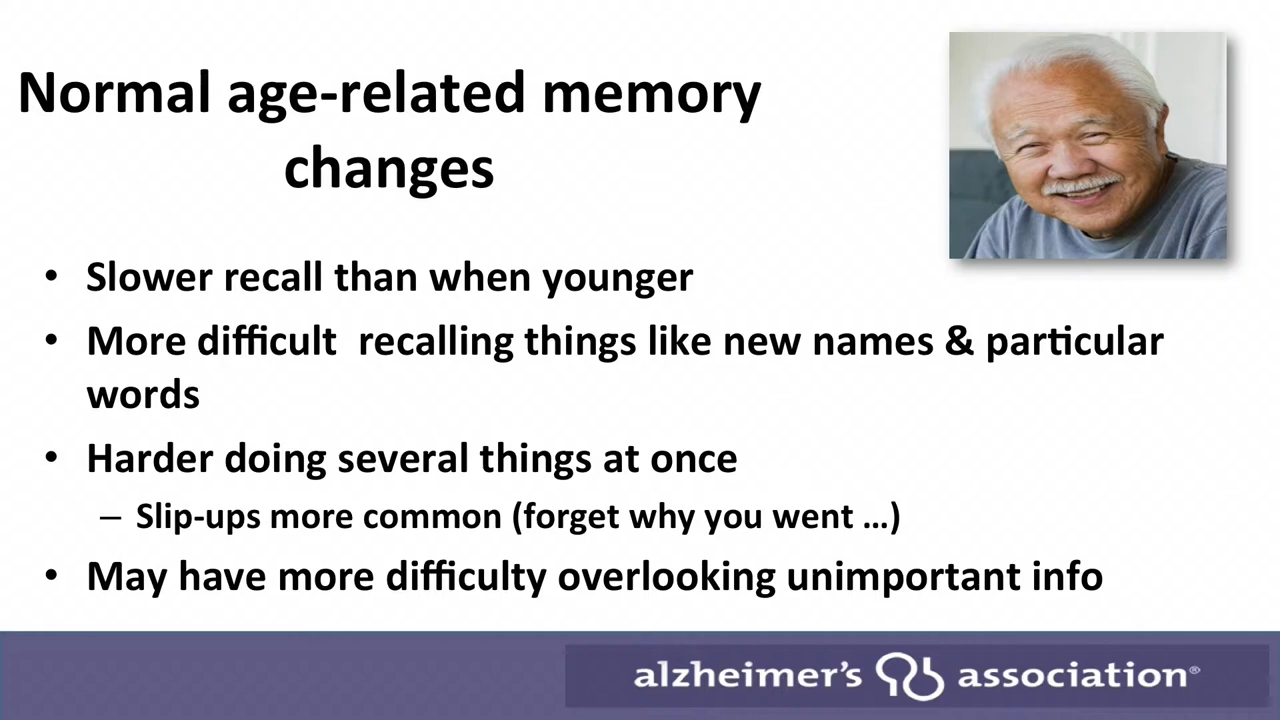 Normal age-related memory
changes
• Slower recall than when younger
• More difficult  recalling things like new names & particular
words
• Harder doing several things at once
– Slip-ups more common (forget why you went …)
• May have more difficulty overlooking unimportant info
alzheimer's association®